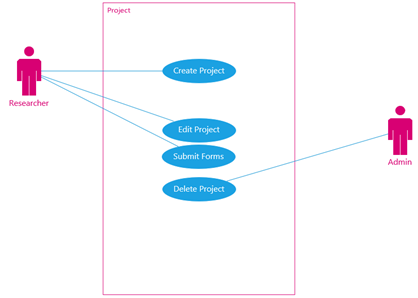 Project
Create Project
Researcher
Edit Project
Submit Forms
Admin
Delete Project